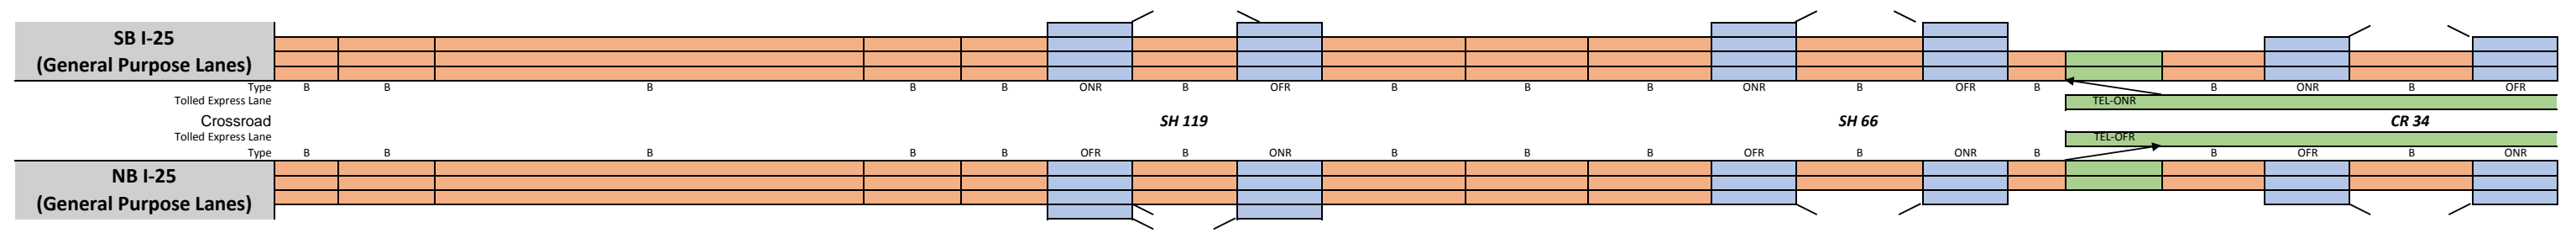 SB I-25
(General Purpose Lanes)
Type B B B B B ONR B OFR B B B ONR B OFR B B ONR B OFR
Tolled Express Lane TEL-ONR
Crossroad SH 119 SH 66 CR 34
Tolled Express Lane TEL-OFR
Type B B B B B OFR B ONR B B B OFR B ONR B B OFR B ONR
NB I-25
(General Purpose Lanes)